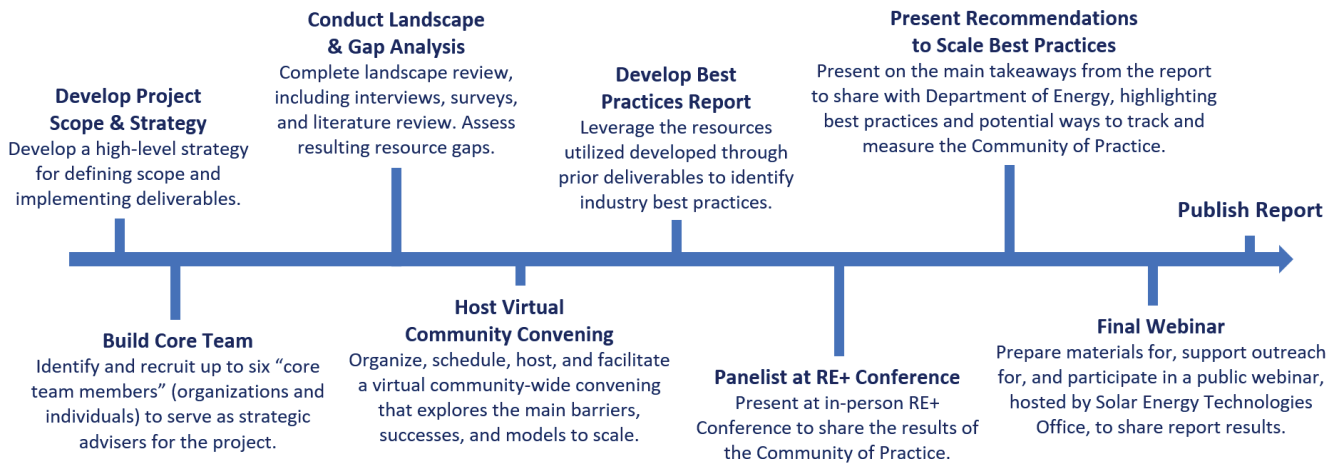 Develop Project
Scope & Strategy
Develop a high-level strategy
for defining scope and
implementing deliverables.
Build Core Team
Identify and recruit up to six “core
team members” (organizations and
individuals) to serve as strategic
advisers for the project.
Conduct Landscape
& Gap Analysis
Complete landscape review,
including interviews, surveys,
and literature review. Assess
resulting resource gaps.
Host Virtual
Community Convening
Organize, schedule, host, and facilitate
a virtual community-wide convening
that explores the main barriers,
successes, and models to scale.
Develop Best
Practices Report
Leverage the resources
utilized developed through
prior deliverables to identify
industry best practices.
Panelist at RE+ Conference
Present at in-person RE+
Conference to share the results of
the Community of Practice.
Present Recommendations
to Scale Best Practices
Present on the main takeaways from the report
to share with Department of Energy, highlighting
best practices and potential ways to track and
measure the Community of Practice.
Final Webinar
Prepare materials for, support outreach
for, and participate in a public webinar,
hosted by Solar Energy Technologies
Office, to share report results.
Publish Report